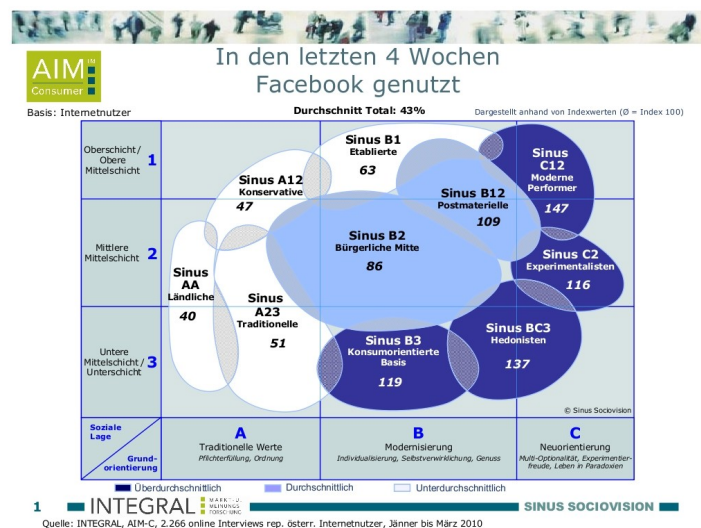 In den letzten 4 Wochen
Facebook genutzt
AIM IN
Consumer
Basis: Internetnutzer
Durchschnitt Total: 43%
Dargestellt anhand von Indexwerten (Ø = Index 100)
Oberschicht/
Obere
Mittelschicht
1
Mittlere
Mittelschicht
2
Untere
Mittelschicht/
Unterschicht
3
Sinus B1
Etablierte
63
Sinus
C12
Moderne
Performer
147
Sinus A12
Konservative
47
Sinus B12
Postmaterielle
109
Sinus B2
Bürgerliche Mitte
86
Sinus C2
Experimentalisten
116
Sinus
AA
Ländliche
40
Sinus
A23
Traditionelle
51
Sinus B3
Konsumorientierte
Basis
119
Sinus BC3
Hedonisten
137
© Sinus Sociovision
Soziale
Lage
Grund-
orientierung
A
Traditionelle Werte
Pflichterfüllung, Ordnung
B
Modernisierung
Individualisierung, Selbstverwirklichung, Genuss
C
Neuorientierung
Multi-Optionalität, Experimentier-
freude, Leben in Paradoxien
Überdurchschnittlich
Durchschnittlich
Unterdurchschnittlich
1
INTEGRAL
MARKT-U.
MEINUNGS
FORSCHUNG
SINUS SOCIOVISION
Quelle: INTEGRAL, AIM-C, 2.266 online Interviews rep. österr. Internetnutzer, Jänner bis März 2010